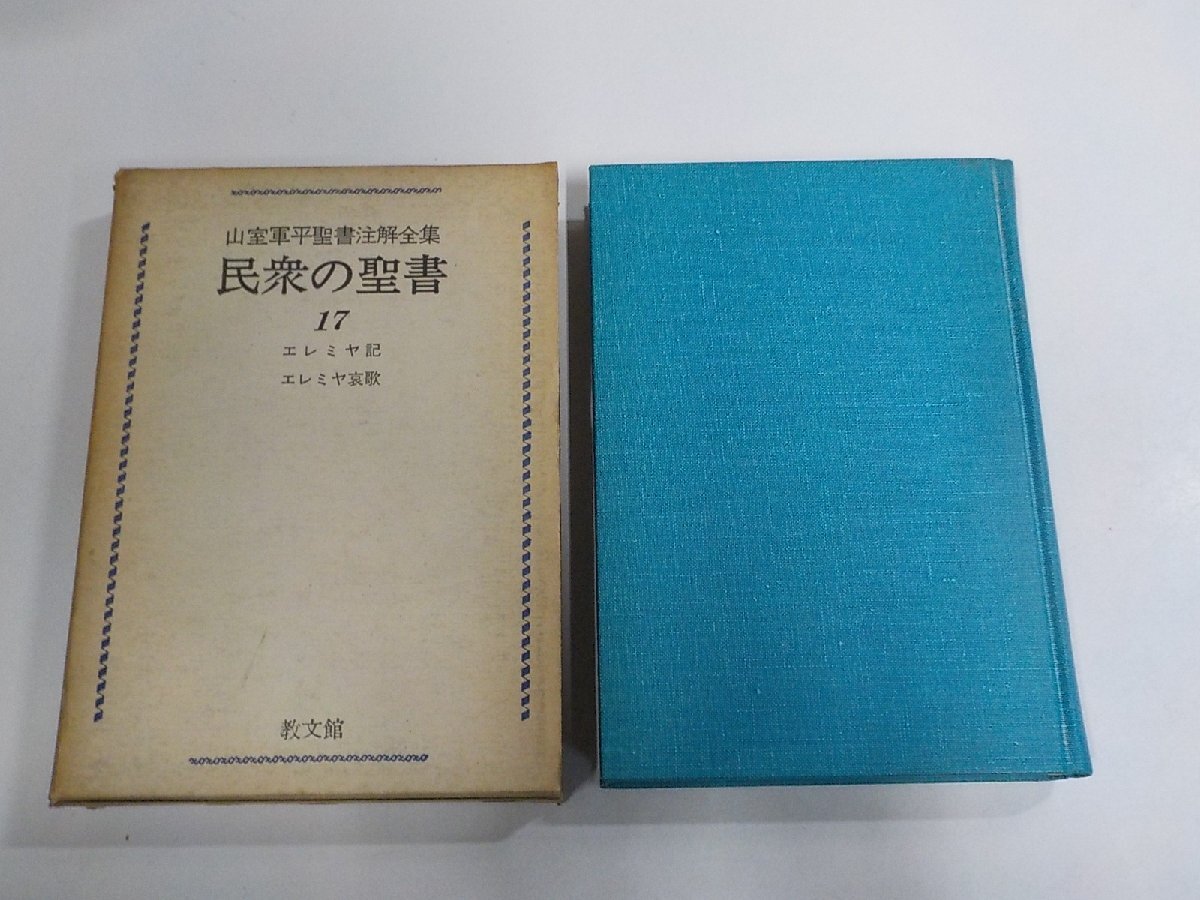 山室軍平聖書注解全集
民衆の聖書
17
エレミヤ記
エレミヤ哀歌
教文館